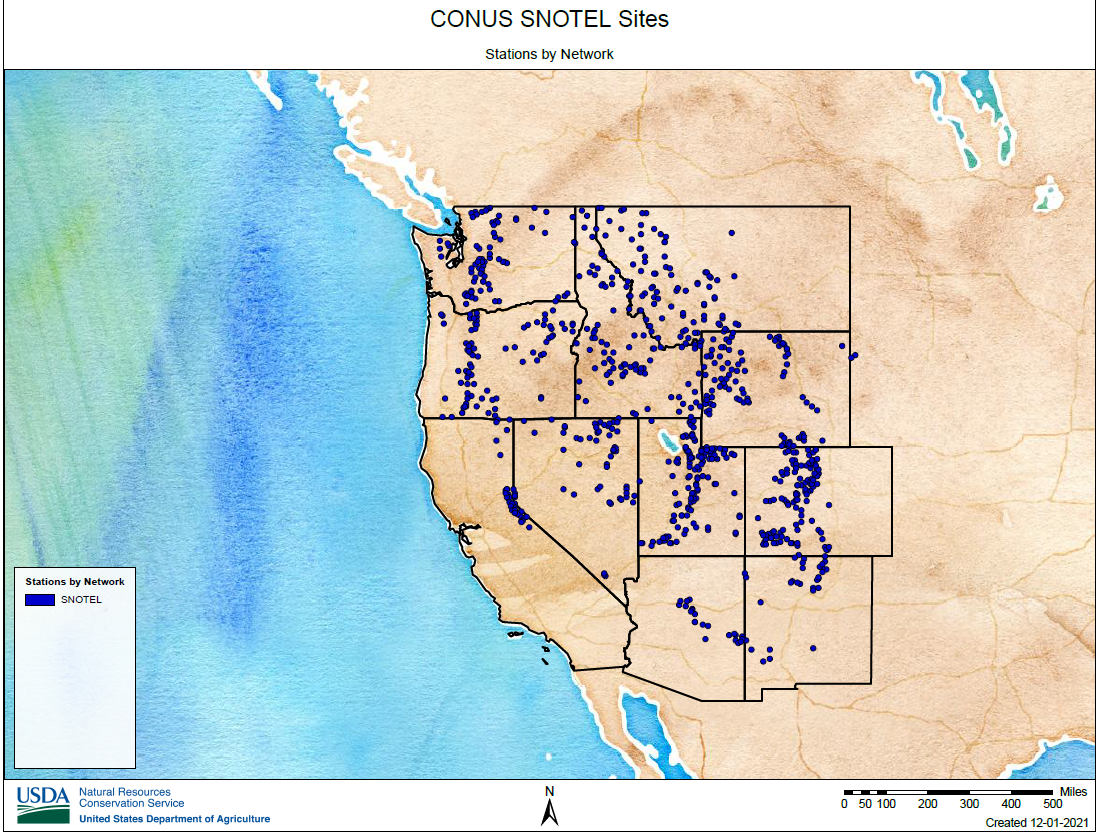 CONUS SNOTEL Sites
Stations by Network
Stations by Network
SNOTEL
USDA
Natural Resources
Conservation Service
United States Department of Agriculture
N
Miles
0 50 100 200 300 400 500
Created 12-01-2021